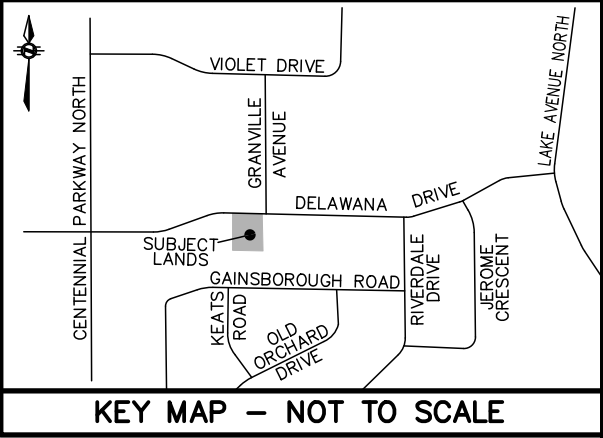 N
VIOLET DRIVE
LAKE AVENUE NORTH
GRANVILLE
AVENUE
CENTENNIAL PARKWAY NORTH
DELAWANA DRIVE
SUBJECT
LANDS
GAINSBOROUGH ROAD
RIVERDALE
DRIVE
JEROME
CRESCENT
KEATS
ROAD
OLD
ORCHARD
DRIVE
KEY MAP - NOT TO SCALE